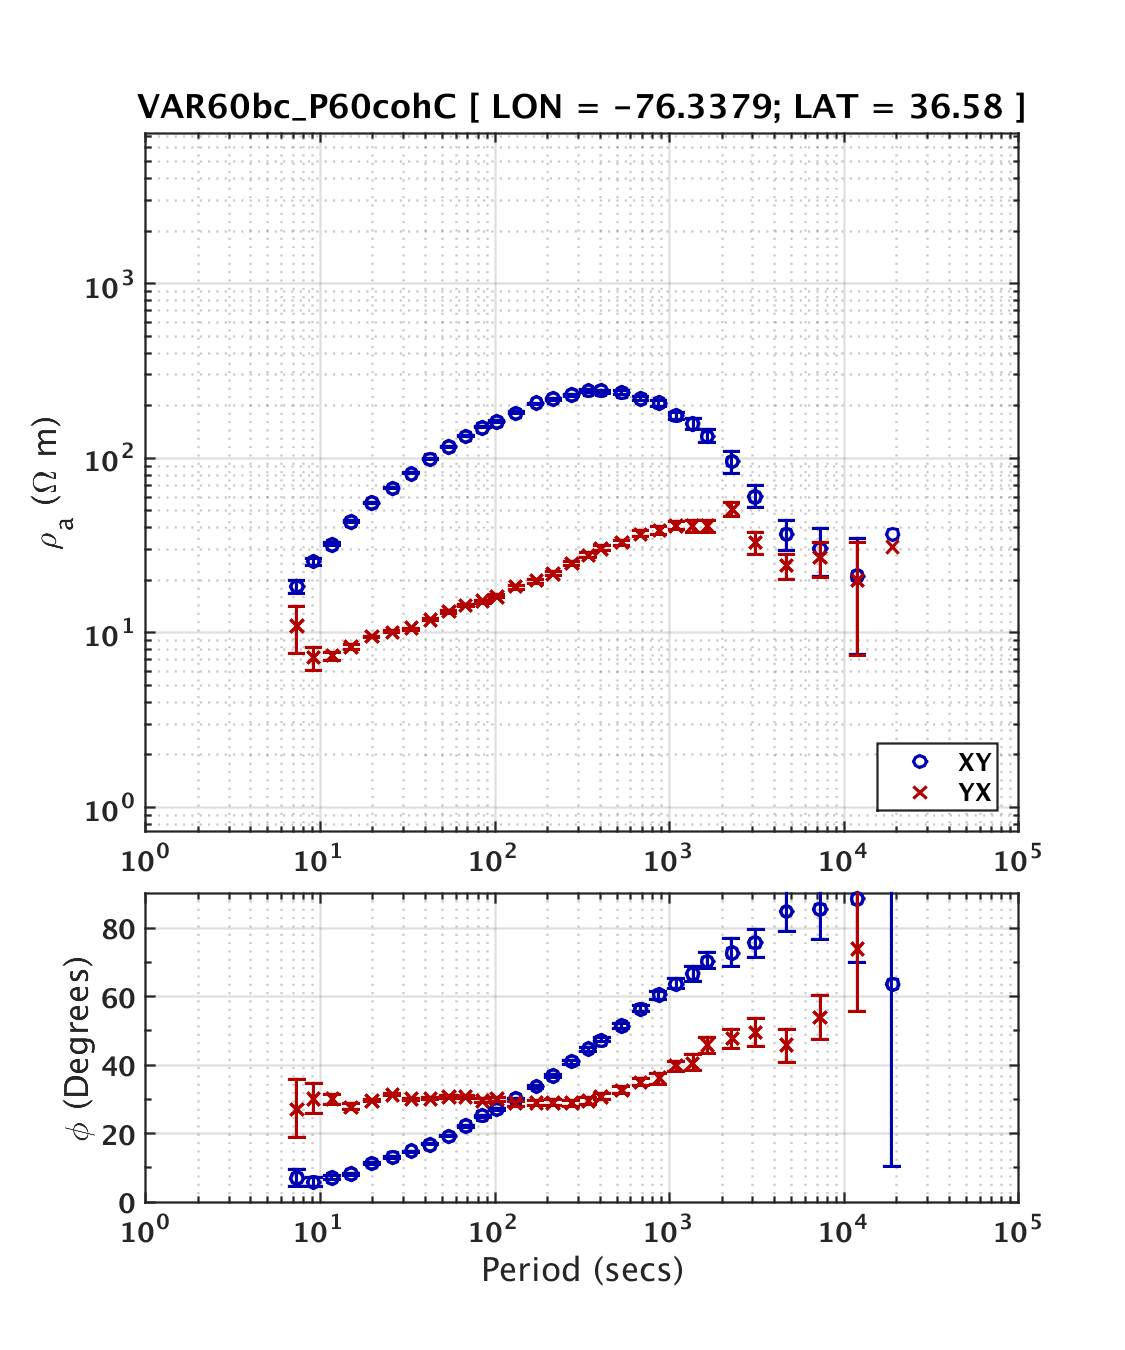 VAR60bc_P60cohC [ LON = −76.3379; LAT = 36.58 ]
ρa (Ω m)
10³
10²
10¹
10⁰
XY
YX
10⁰ 10¹ 10² 10³ 10⁴ 10⁵
ϕ (Degrees)
80
60
40
20
0
10⁰ 10¹ 10² 10³ 10⁴ 10⁵
Period (secs)